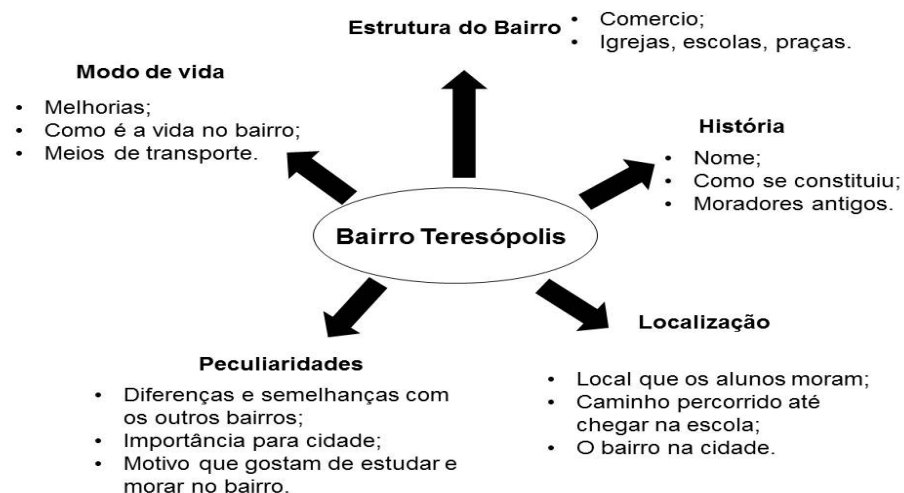 Estrutura do Bairro
• Comercio;
• Igrejas, escolas, praças.
Modo de vida
• Melhorias;
• Como é a vida no bairro;
• Meios de transporte.
História
• Nome;
• Como se constituiu;
• Moradores antigos.
Bairro Teresópolis
Peculiaridades
• Diferenças e semelhanças com
os outros bairros;
• Importância para cidade;
• Motivo que gostam de estudar e
morar no bairro.
Localização
• Local que os alunos moram;
• Caminho percorrido até
chegar na escola;
• O bairro na cidade.